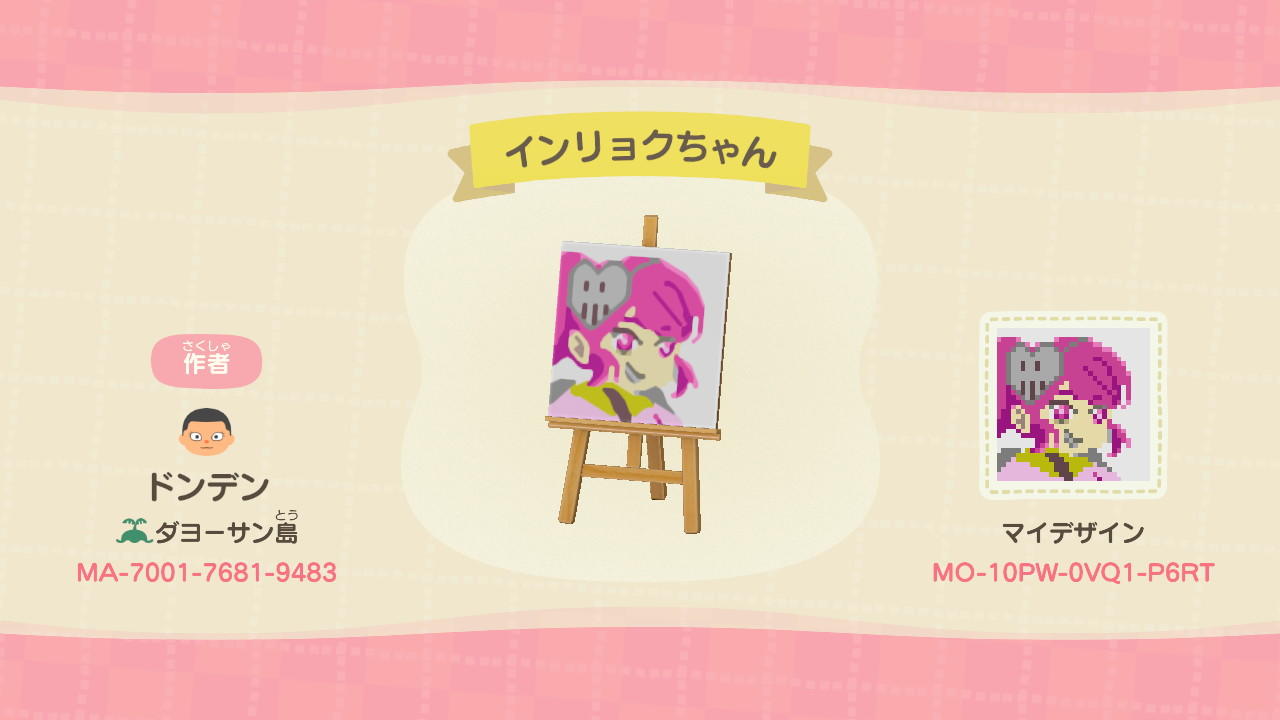 インリョクちゃん
さくしゃ
作者
ドンデン
とう
ダヨーサン島
MA-7001-7681-9483
マイデザイン
MO-10PW-0VQ1-P6RT